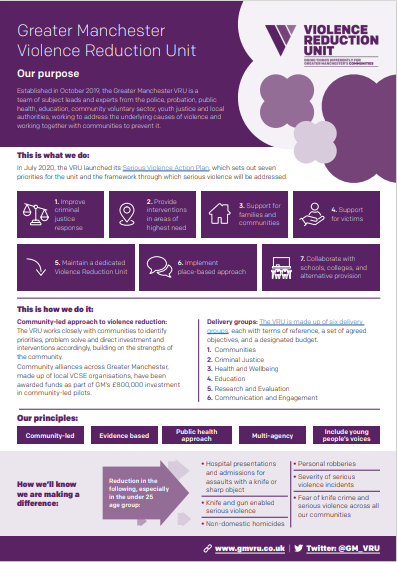 Greater Manchester
Violence Reduction Unit
VIOLENCE
REDUCTION
UNIT
DOING THINGS DIFFERENTLY FOR
GREATER MANCHESTER'S COMMUNITIES
Our purpose
Established in October 2019, the Greater Manchester VRU is a
team of subject leads and experts from the police, probation, public
health, education, community voluntary sector, youth justice and local
authorities, working to address the underlying causes of violence and
working together with communities to prevent it.
This is what we do:
In July 2020, the VRU launched its Serious Violence Action Plan, which sets out seven
priorities for the unit and the framework through which serious violence will be addressed.
1. Improve
criminal
justice
response
2. Provide
interventions
in areas of
highest need
3. Support for
families and
communities
4. Support
for victims
5. Maintain a dedicated
Violence Reduction Unit
6. Implement
place-based approach
7. Collaborate with
schools, colleges, and
alternative provision
This is how we do it:
Community-led approach to violence reduction:
The VRU works closely with communities to identify
priorities, problem solve and direct investment and
interventions accordingly, building on the strengths of
the community.
Community alliances across Greater Manchester,
made up of local VCSE organisations, have been
awarded funds as part of GM's £800,000 investment
in community-led pilots.
Delivery groups: The VRU is made up of six delivery
groups, each with terms of reference, a set of agreed
objectives, and a designated budget.
1. Communities
2. Criminal Justice
3. Health and Wellbeing
4. Education
5. Research and Evaluation
6. Communication and Engagement
Our principles:
Community-led
Evidence based
Public health
approach
Multi-agency
Include young
people's voices
How we'll know
we are making a
difference:
Reduction in the
following, especially
in the under 25
age group:
• Hospital presentations
and admissions for
assaults with a knife or
sharp object
• Knife and gun enabled
serious violence
• Non-domestic homicides
• Personal robberies
• Severity of serious
violence incidents
• Fear of knife crime and
serious violence across all
our communities
www.gmvru.co.uk | Twitter: @GM_VRU